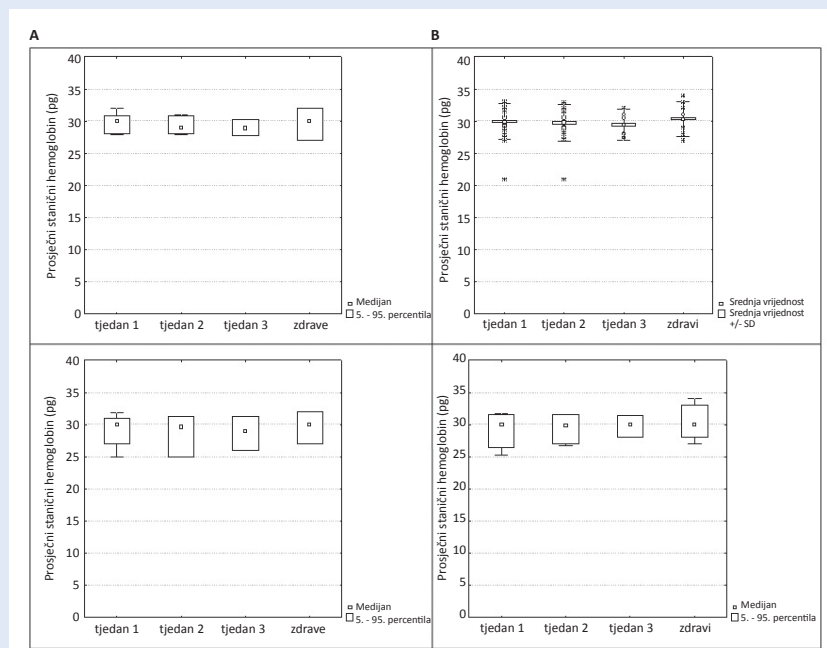 A
B
Prosječni stanični hemoglobin (pg)
40
35
30
25
20
15
10
5
0
tjedan 1 tjedan 2 tjedan 3 zdrave
Medijan
5. - 95. percentila
Prosječni stanični hemoglobin (pg)
40
35
30
25
20
15
10
5
0
tjedan 1 tjedan 2 tjedan 3 zdravi
Srednja vrijednost
Srednja vrijednost
+/- SD
Prosječni stanični hemoglobin (pg)
40
35
30
25
20
15
10
5
0
tjedan 1 tjedan 2 tjedan 3 zdrave
Medijan
5. - 95. percentila
Prosječni stanični hemoglobin (pg)
40
35
30
25
20
15
10
5
0
tjedan 1 tjedan 2 tjedan 3 zdravi
Medijan
5. - 95. percentila